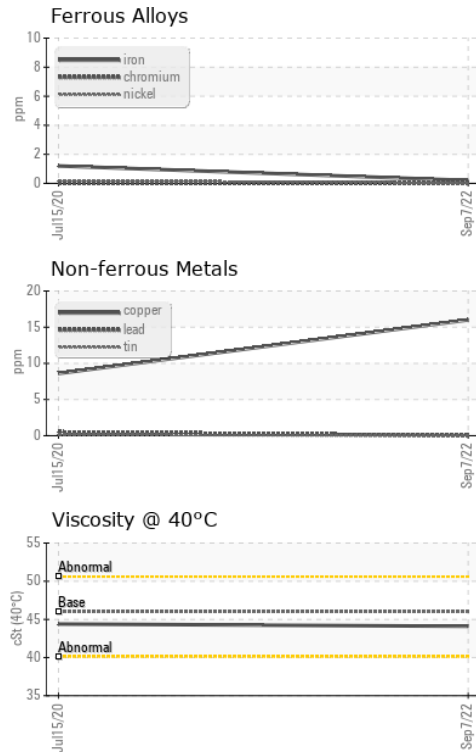 Ferrous Alloys
10
8
6
4
2
0
ppm
iron
chromium
nickel
Jul15/20
Sep7/22
Non-ferrous Metals
20
15
10
5
0
ppm
copper
lead
tin
Jul15/20
Sep7/22
Viscosity @ 40°C
55
50
45
40
35
cSt (40°C)
Abnormal
Base
Abnormal
Jul15/20
Sep7/22